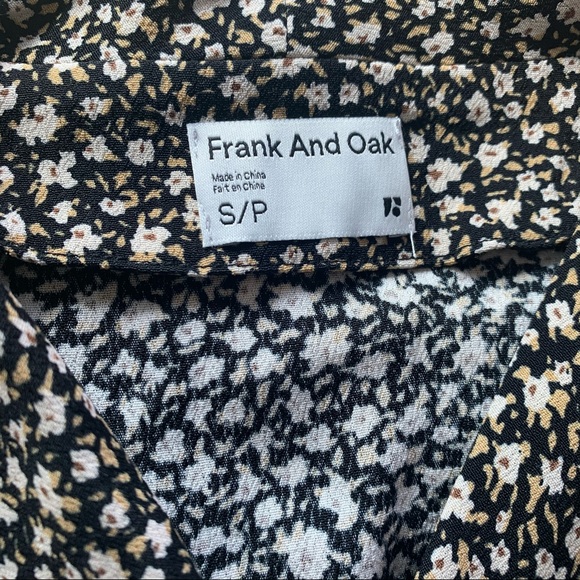 Frank And Oak
Made in China
Fait en Chine
S/P